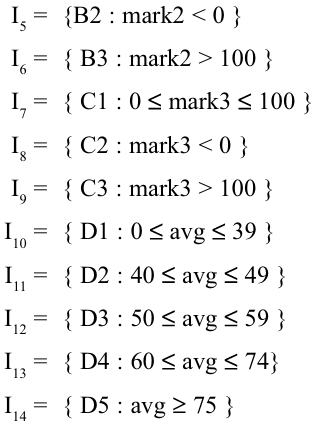 I₅ = {B2 : mark2 < 0 }
I₆ = { B3 : mark2 > 100 }
I₇ = { C1 : 0 ≤ mark3 ≤ 100 }
I₈ = { C2 : mark3 < 0 }
I₉ = { C3 : mark3 > 100 }
I₁₀ = { D1 : 0 ≤ avg ≤ 39 }
I₁₁ = { D2 : 40 ≤ avg ≤ 49 }
I₁₂ = { D3 : 50 ≤ avg ≤ 59 }
I₁₃ = { D4 : 60 ≤ avg ≤ 74}
I₁₄ = { D5 : avg ≥ 75 }